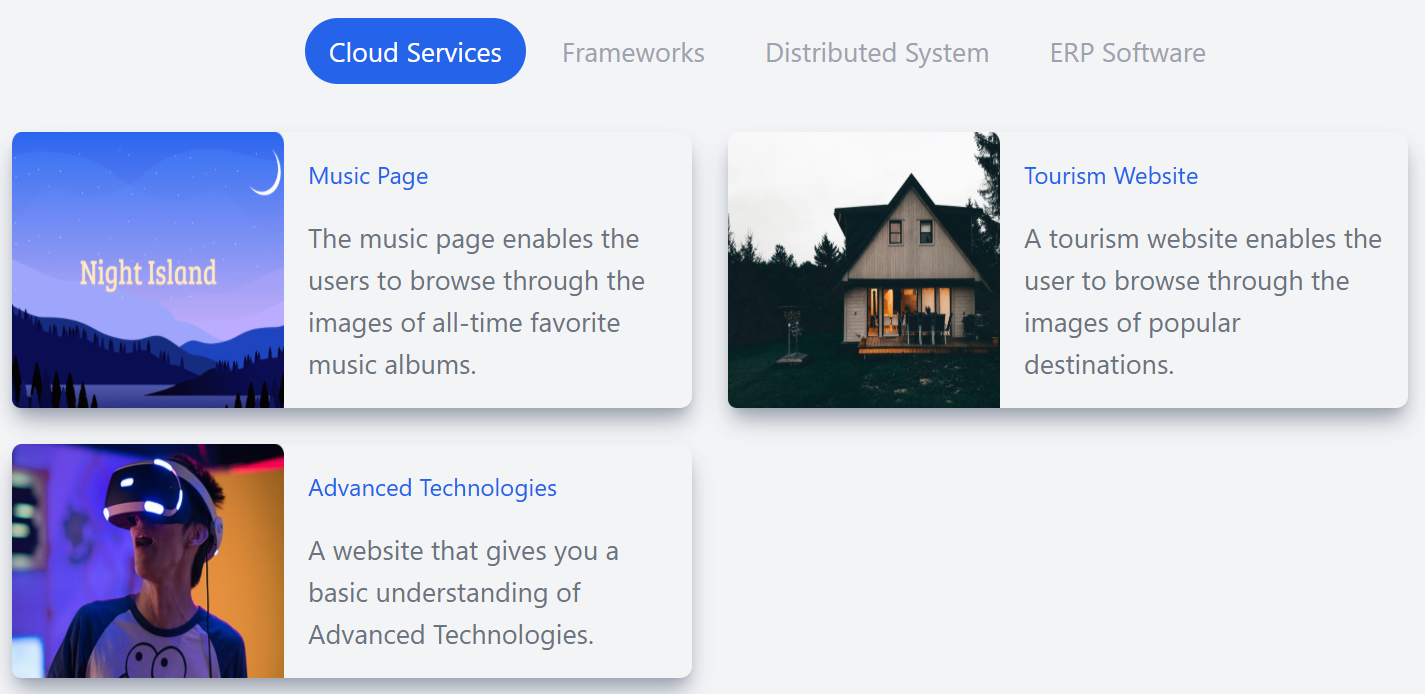 Cloud Services
Frameworks
Distributed System
ERP Software
Night Island
Music Page
The music page enables the
users to browse through the
images of all-time favorite
music albums.
Tourism Website
A tourism website enables the
user to browse through the
images of popular
destinations.
Advanced Technologies
A website that gives you a
basic understanding of
Advanced Technologies.